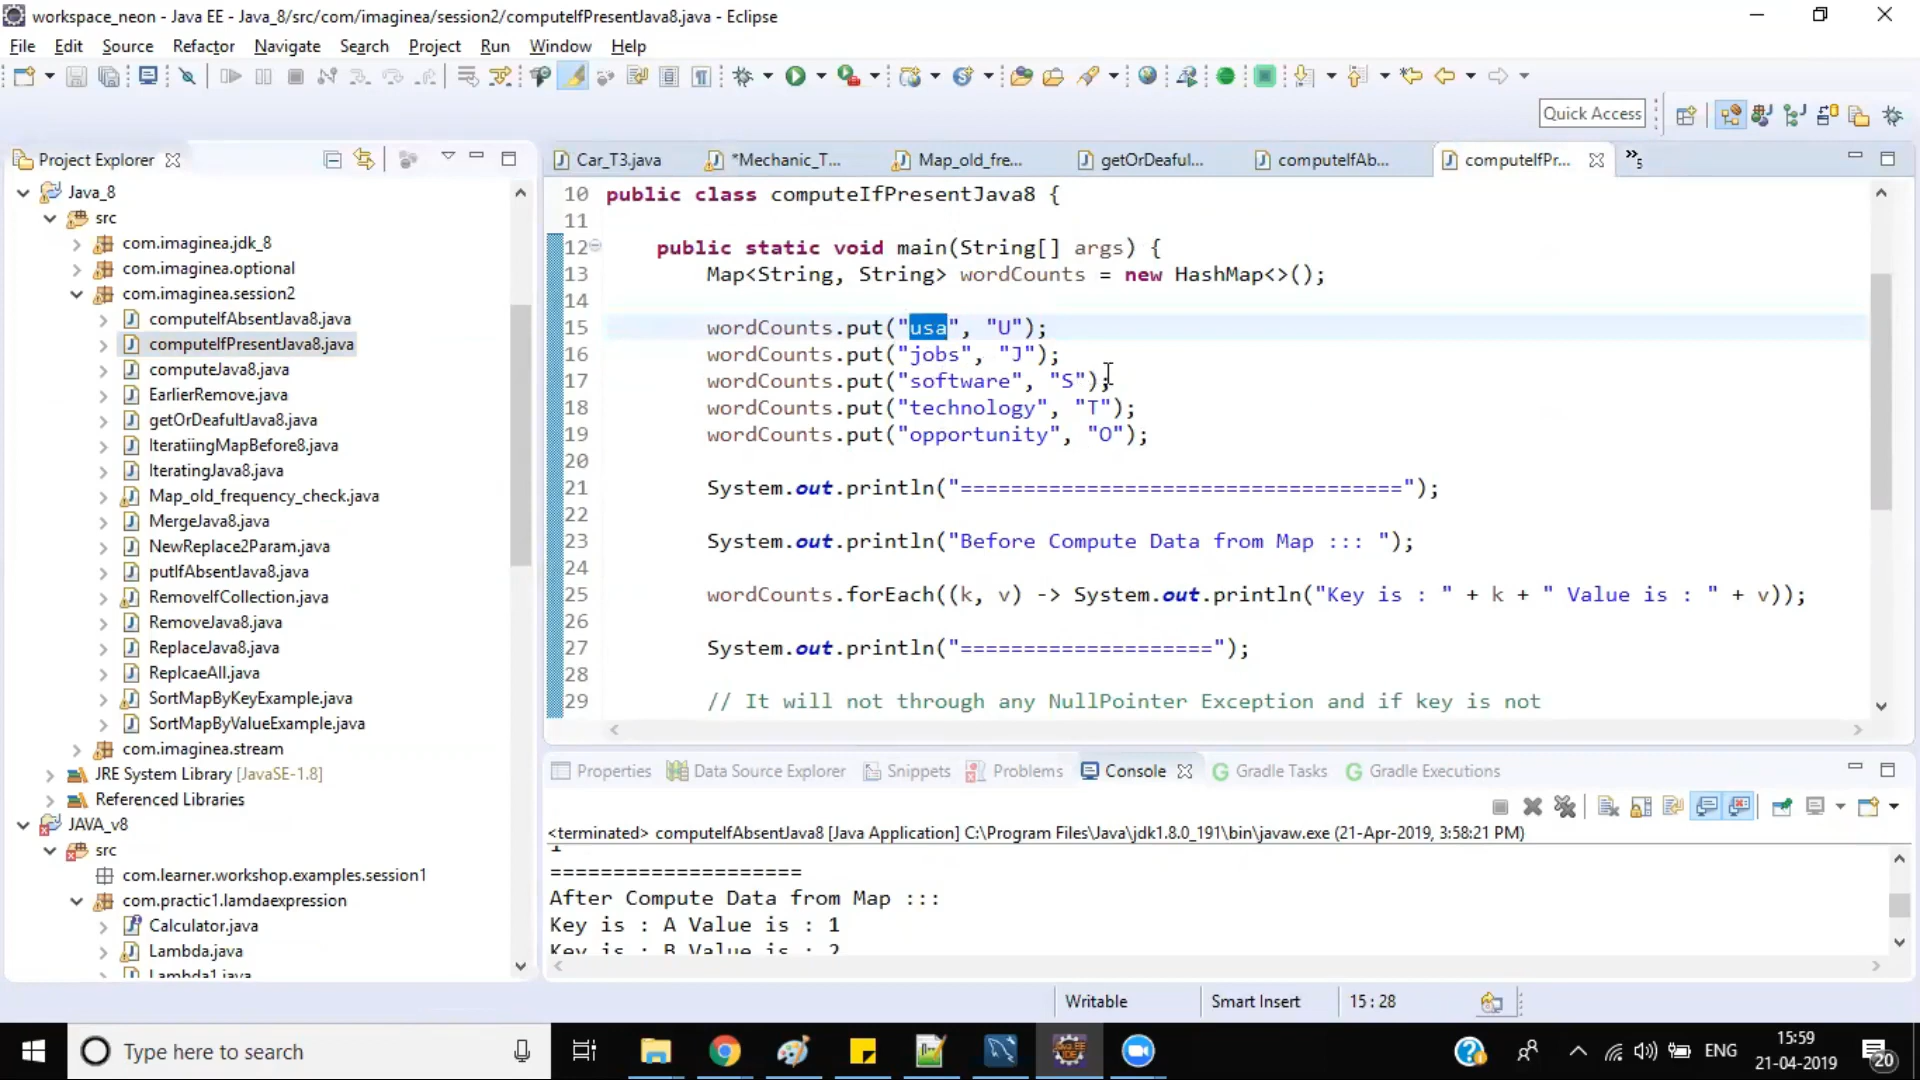 workspace_neon - Java EE - Java_8/src/com/imaginea/session2/computeIfPresentJava8.java - Eclipse
File Edit Source Refactor Navigate Search Project Run Window Help
Quick Access
Project Explorer
Car_T3.java
*Mechanic_T...
Map_old_fre...
getOrDeaful...
computeIfAb...
computeIfPr...
»5
Java_8
src
com.imaginea.jdk_8
com.imaginea.optional
com.imaginea.session2
computeIfAbsentJava8.java
computeIfPresentJava8.java
computeJava8.java
EarlierRemove.java
getOrDeafultJava8.java
IteratiingMapBefore8.java
IteratingJava8.java
Map_old_frequency_check.java
MergeJava8.java
NewReplace2Param.java
putIfAbsentJava8.java
RemoveIfCollection.java
RemoveJava8.java
ReplaceJava8.java
ReplcaeAll.java
SortMapByKeyExample.java
SortMapByValueExample.java
com.imaginea.stream
JRE System Library [JavaSE-1.8]
Referenced Libraries
JAVA_v8
src
com.learner.workshop.examples.session1
com.practic1.lamdaexpression
Calculator.java
Lambda.java
Lambda1.java
10 public class computeIfPresentJava8 {
11
12 public static void main(String[] args) {
13 Map<String, String> wordCounts = new HashMap<>();
14
15 wordCounts.put("usa", "U");
16 wordCounts.put("jobs", "J");
17 wordCounts.put("software", "S");
18 wordCounts.put("technology", "T");
19 wordCounts.put("opportunity", "O");
20
21 System.out.println("===================================");
22
23 System.out.println("Before Compute Data from Map ::: ");
24
25 wordCounts.forEach((k, v) -> System.out.println("Key is : " + k + " Value is : " + v));
26
27 System.out.println("====================");
28
29 // It will not through any NullPointer Exception and if key is not
Properties Data Source Explorer Snippets Problems Console Gradle Tasks Gradle Executions
<terminated> computeIfAbsentJava8 [Java Application] C:\Program Files\Java\jdk1.8.0_191\bin\javaw.exe (21-Apr-2019, 3:58:21 PM)
====================
After Compute Data from Map :::
Key is : A Value is : 1
Key is : B Value is : 2
Writable Smart Insert 15 : 28
Type here to search
ENG
15:59
21-04-2019
20